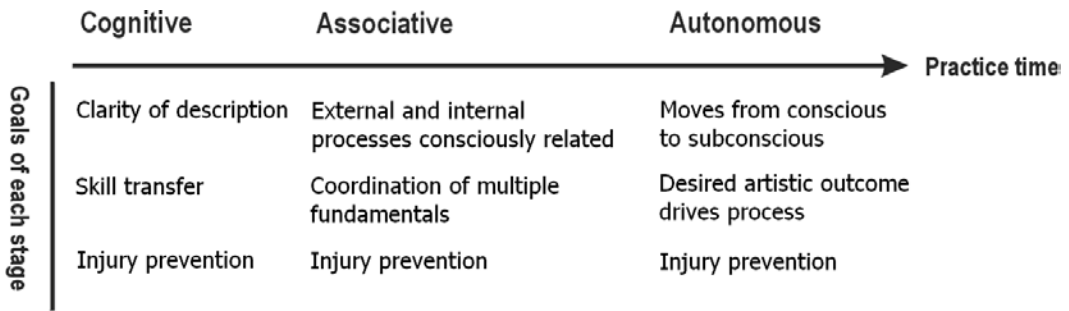 Cognitive
Associative
Autonomous
Practice time
Goals of each stage
Clarity of description
External and internal
processes consciously related
Moves from conscious
to subconscious
Skill transfer
Coordination of multiple
fundamentals
Desired artistic outcome
drives process
Injury prevention
Injury prevention
Injury prevention